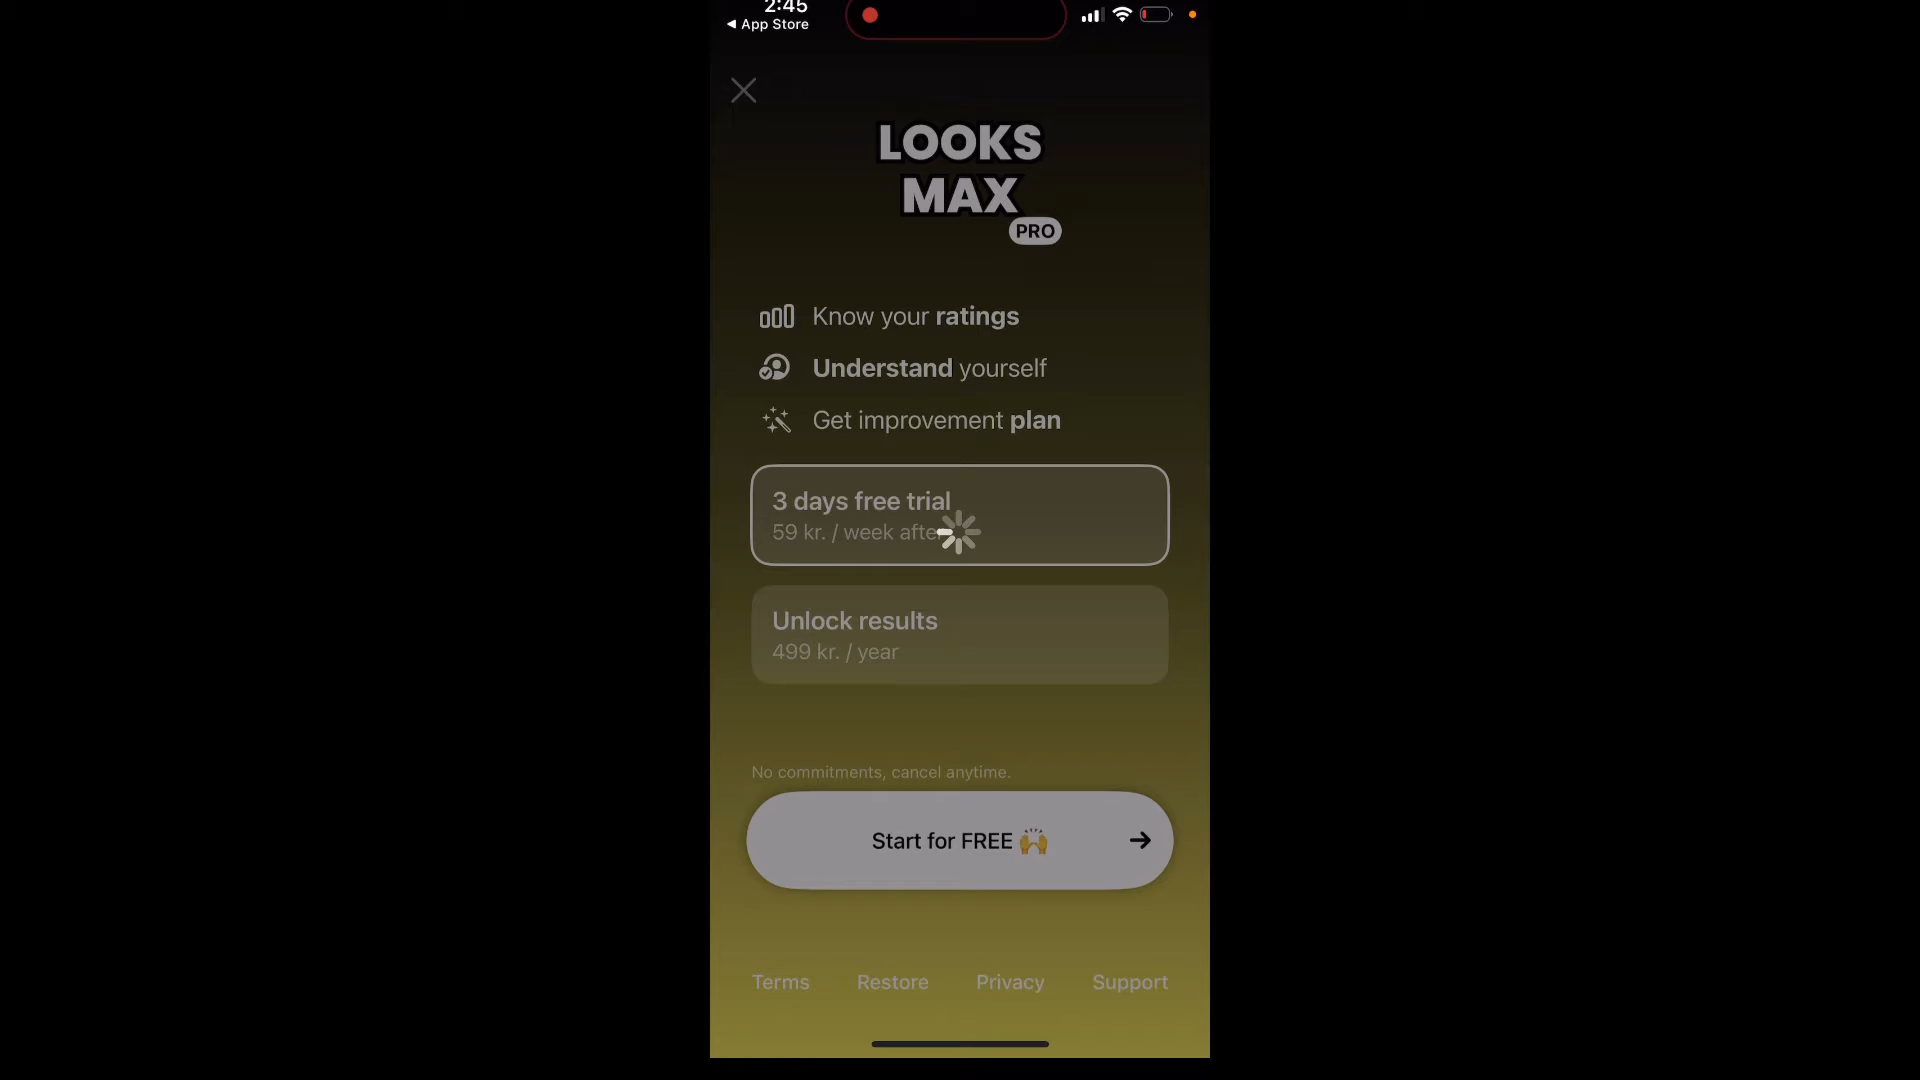 2:45
◀ App Store
LOOKS
MAX
PRO
Know your ratings
Understand yourself
Get improvement plan
3 days free trial
59 kr. / week afte
Unlock results
499 kr. / year
No commitments, cancel anytime.
Start for FREE 🙌
Terms Restore Privacy Support